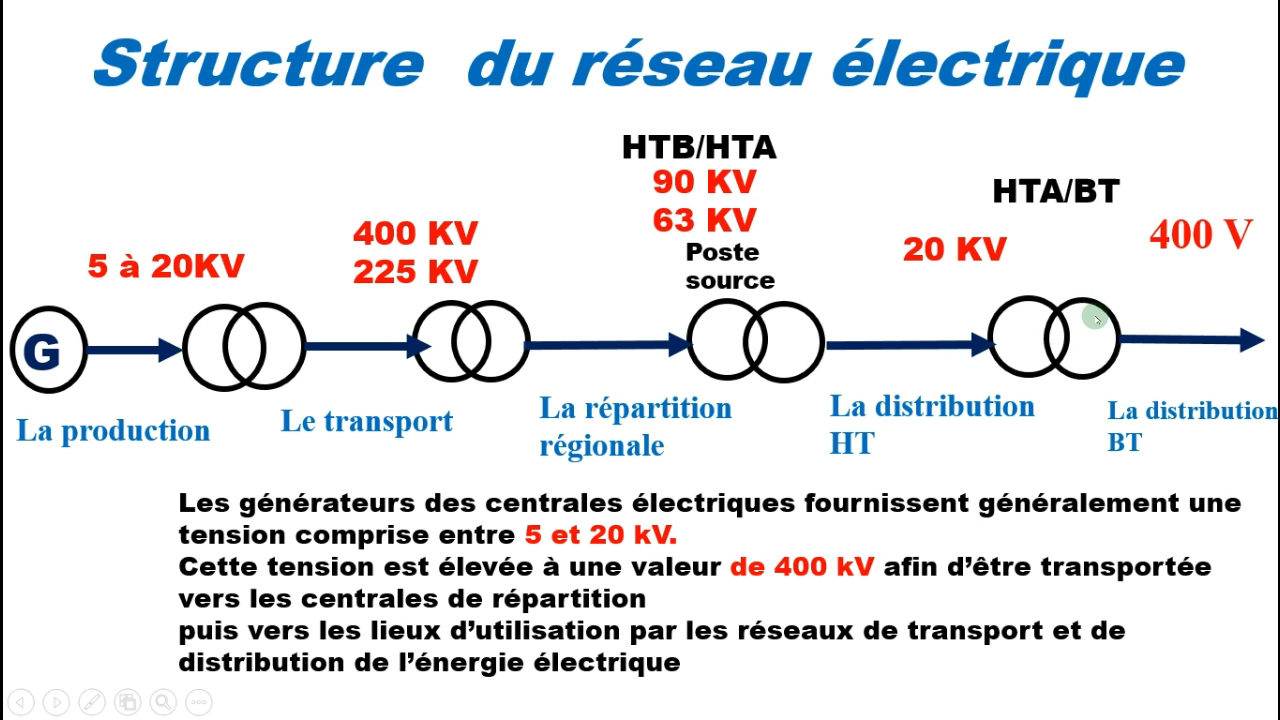 Structure du réseau électrique
HTB/HTA
90 KV
63 KV
Poste
source
HTA/BT
400 V
20 KV
400 KV
225 KV
5 à 20KV
G
La production
Le transport
La répartition
régionale
La distribution
HT
La distribution
BT
Les générateurs des centrales électriques fournissent généralement une
tension comprise entre 5 et 20 kV.
Cette tension est élevée à une valeur de 400 kV afin d’être transportée
vers les centrales de répartition
puis vers les lieux d’utilisation par les réseaux de transport et de
distribution de l’énergie électrique